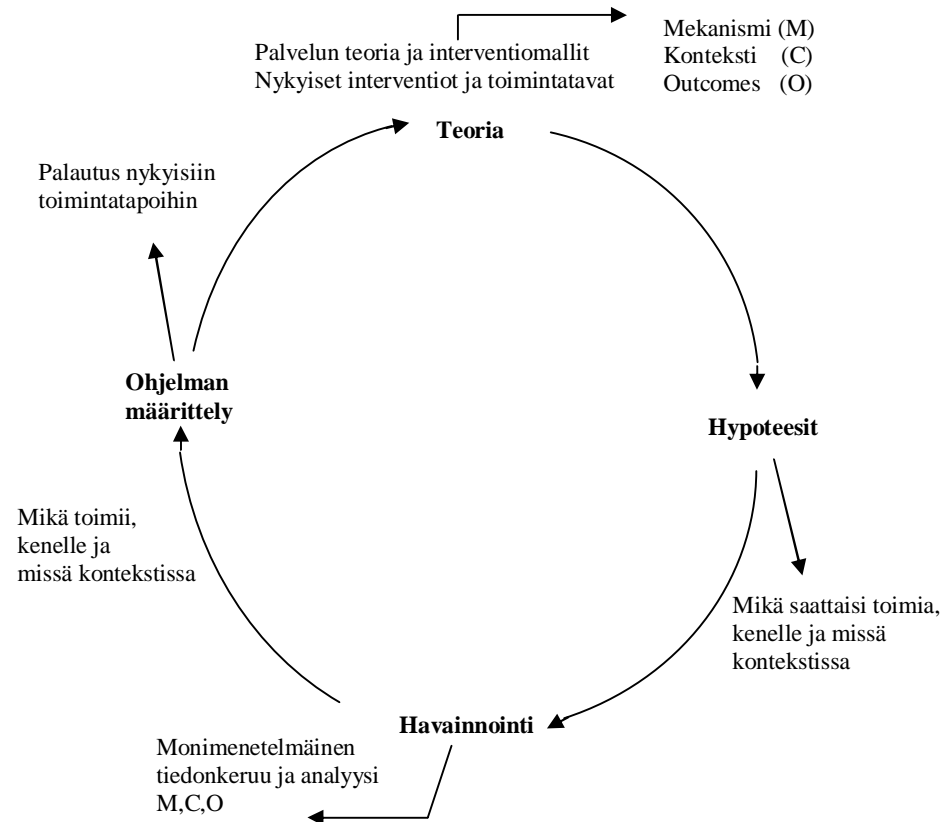 Mekanismi (M)
Konteksti (C)
Outcomes (O)
Palvelun teoria ja interventiomallit
Nykyiset interventiot ja toimintatavat
Teoria
Palautus nykyisiin
toimintatapoihin
Ohjelman
määrittely
Hypoteesit
Mikä toimii,
kenelle ja
missä kontekstissa
Mikä saattaisi toimia,
kenelle ja missä
kontekstissa
Havainnointi
Monimenetelmäinen
tiedonkeruu ja analyysi
M,C,O